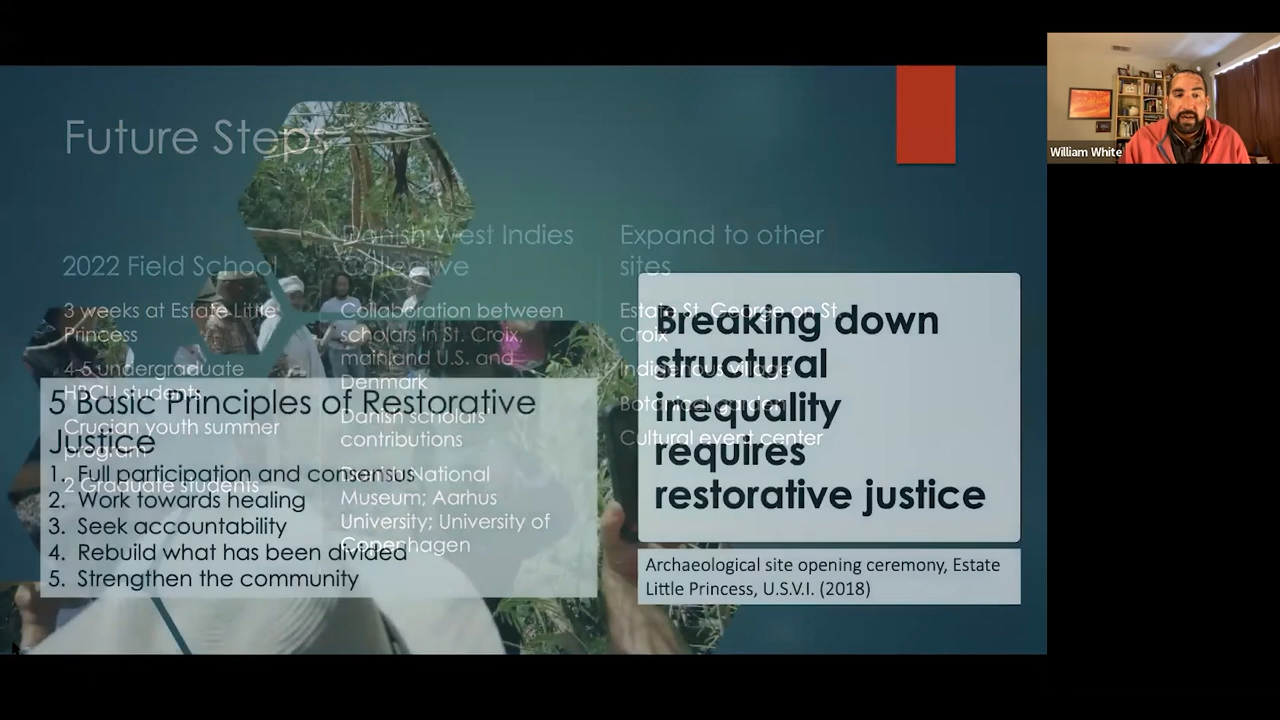 Future Steps
2022 Field School
3 weeks at Estate Little
Princess
4-5 undergraduate
HBCU students
Crucian youth summer
program
2 Graduate students
Danish West Indies
Collective
Collaboration between
scholars in St. Croix,
mainland U.S. and
Denmark
Danish scholars
contributions
Danish National
Museum; Aarhus
University; University of
Copenhagen
Expand to other
sites
Estate St. George on St.
Croix
Indigenous village
Botanical garden
Cultural event center
5 Basic Principles of Restorative
Justice
1. Full participation and consensus
2. Work towards healing
3. Seek accountability
4. Rebuild what has been divided
5. Strengthen the community
Breaking down
structural
inequality
requires
restorative justice
Archaeological site opening ceremony, Estate
Little Princess, U.S.V.I. (2018)
William White